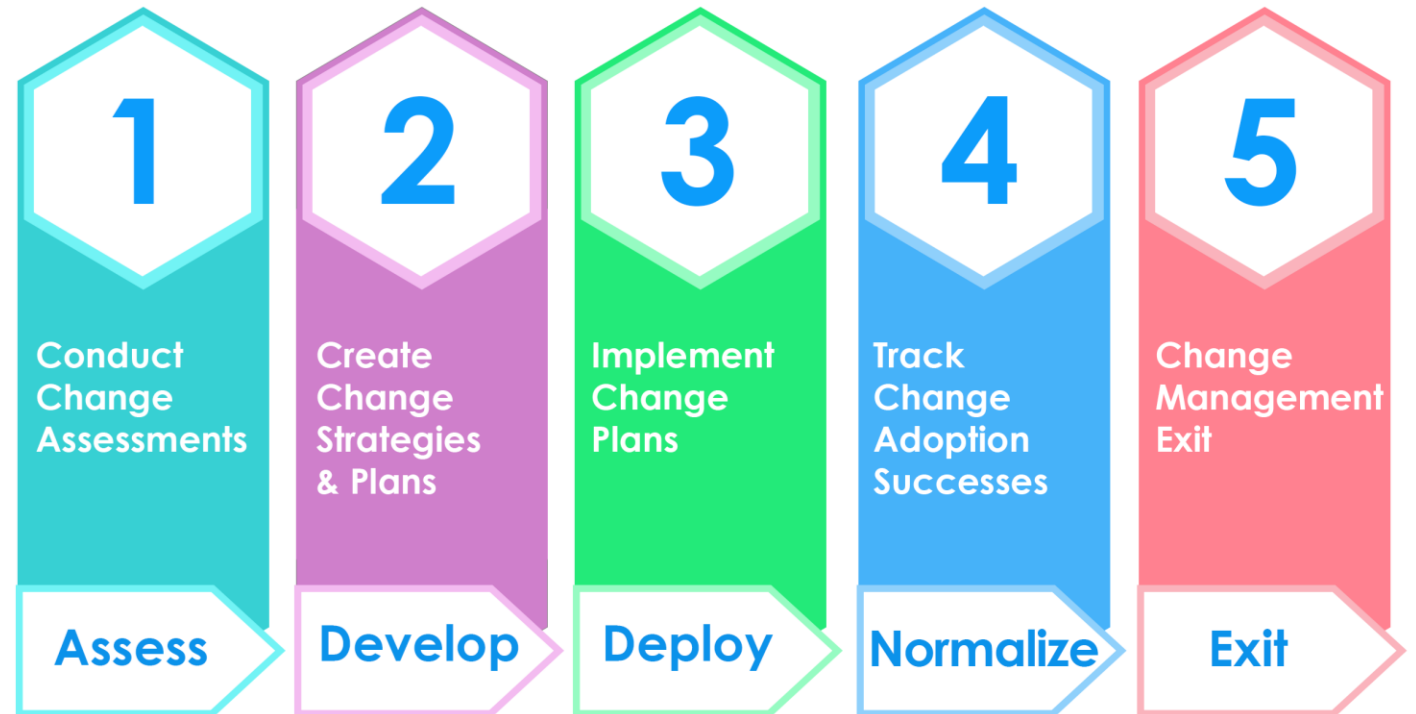 1
Conduct
Change
Assessments
Assess
2
Create
Change
Strategies
& Plans
Develop
3
Implement
Change
Plans
Deploy
4
Track
Change
Adoption
Successes
Normalize
5
Change
Management
Exit
Exit